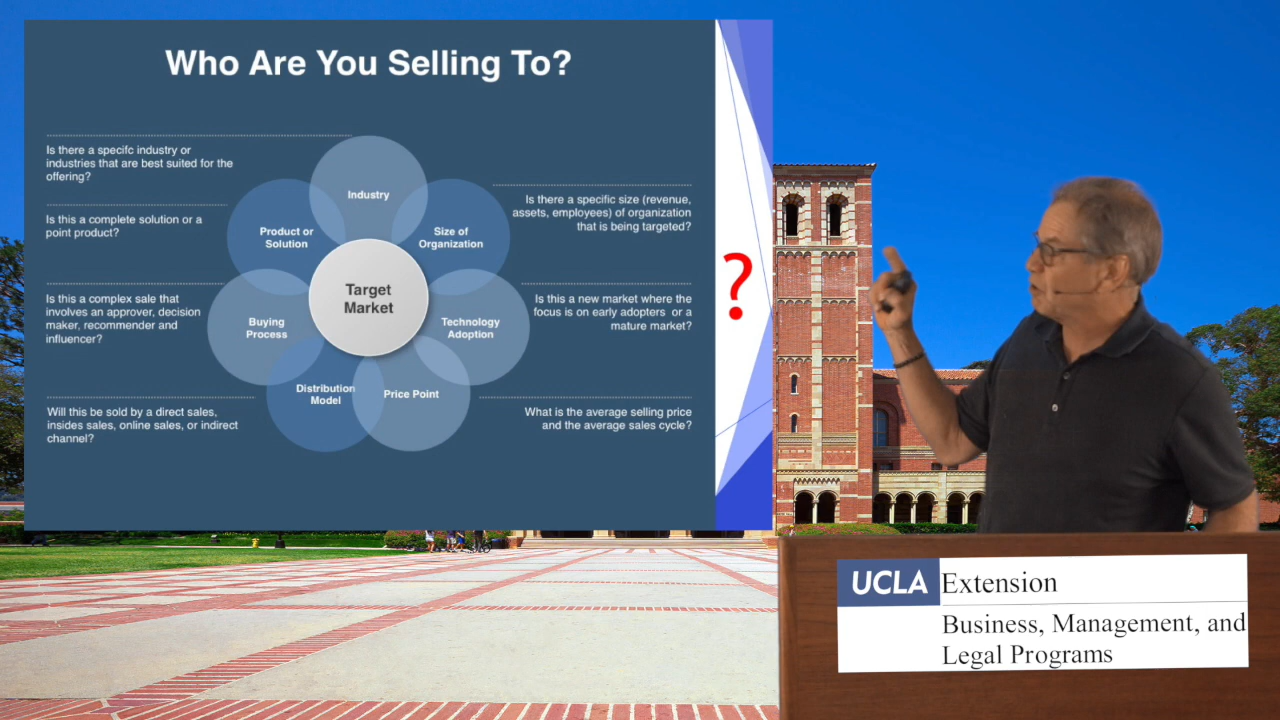 Who Are You Selling To?
Is there a specifc industry or
industries that are best suited for the
offering?
Is this a complete solution or a
point product?
Is this a complex sale that
involves an approver, decision
maker, recommender and
influencer?
Will this be sold by a direct sales,
insides sales, online sales, or indirect
channel?
Industry
Product or
Solution
Size of
Organization
Target
Market
Buying
Process
Technology
Adoption
Distribution
Model
Price Point
Is there a specific size (revenue,
assets, employees) of organization
that is being targeted?
Is this a new market where the
focus is on early adopters or a
mature market?
What is the average selling price
and the average sales cycle?
?
UCLA Extension
Business, Management, and
Legal Programs